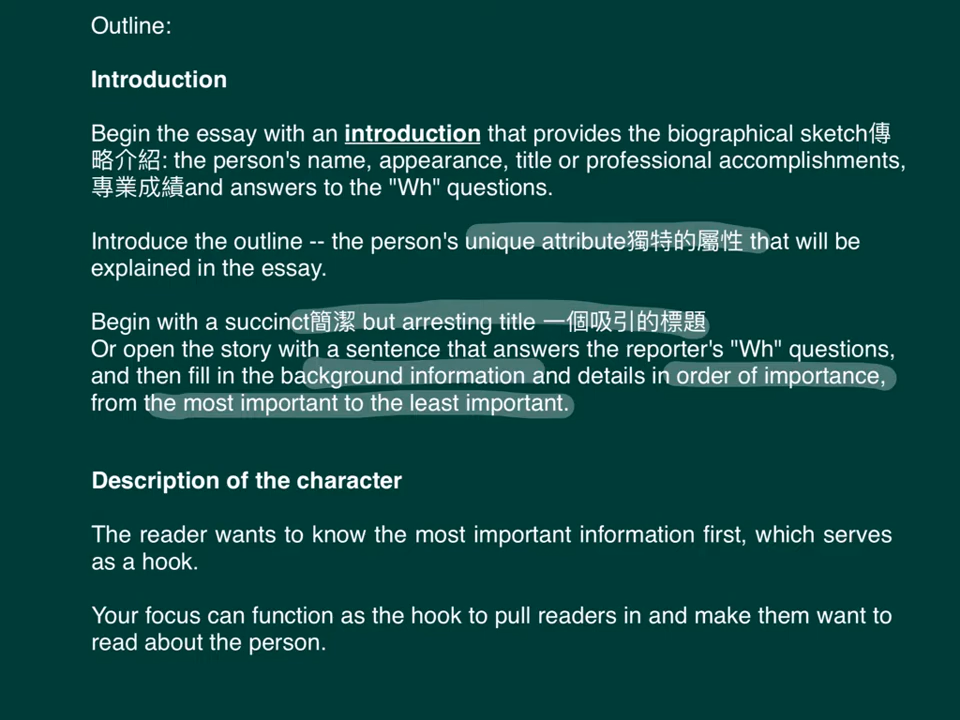 Outline:
Introduction
Begin the essay with an introduction that provides the biographical sketch傳
略介紹: the person's name, appearance, title or professional accomplishments,
專業成績and answers to the "Wh" questions.
Introduce the outline -- the person's unique attribute獨特的屬性 that will be
explained in the essay.
Begin with a succinct簡潔 but arresting title 一個吸引的標題
Or open the story with a sentence that answers the reporter's "Wh" questions,
and then fill in the background information and details in order of importance,
from the most important to the least important.
Description of the character
The reader wants to know the most important information first, which serves
as a hook.
Your focus can function as the hook to pull readers in and make them want to
read about the person.